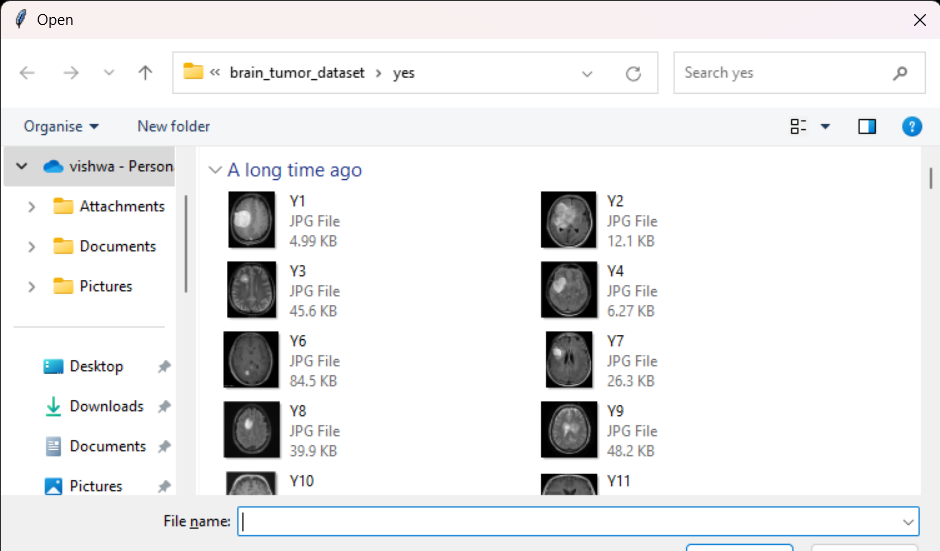 Open
« brain_tumor_dataset > yes
Search yes
Organise
New folder
vishwa - Person
Attachments
Documents
Pictures
Desktop
Downloads
Documents
Pictures
A long time ago
Y1
JPG File
4.99 KB
Y2
JPG File
12.1 KB
Y3
JPG File
45.6 KB
Y4
JPG File
6.27 KB
Y6
JPG File
84.5 KB
Y7
JPG File
26.3 KB
Y8
JPG File
39.9 KB
Y9
JPG File
48.2 KB
Y10
Y11
File name: